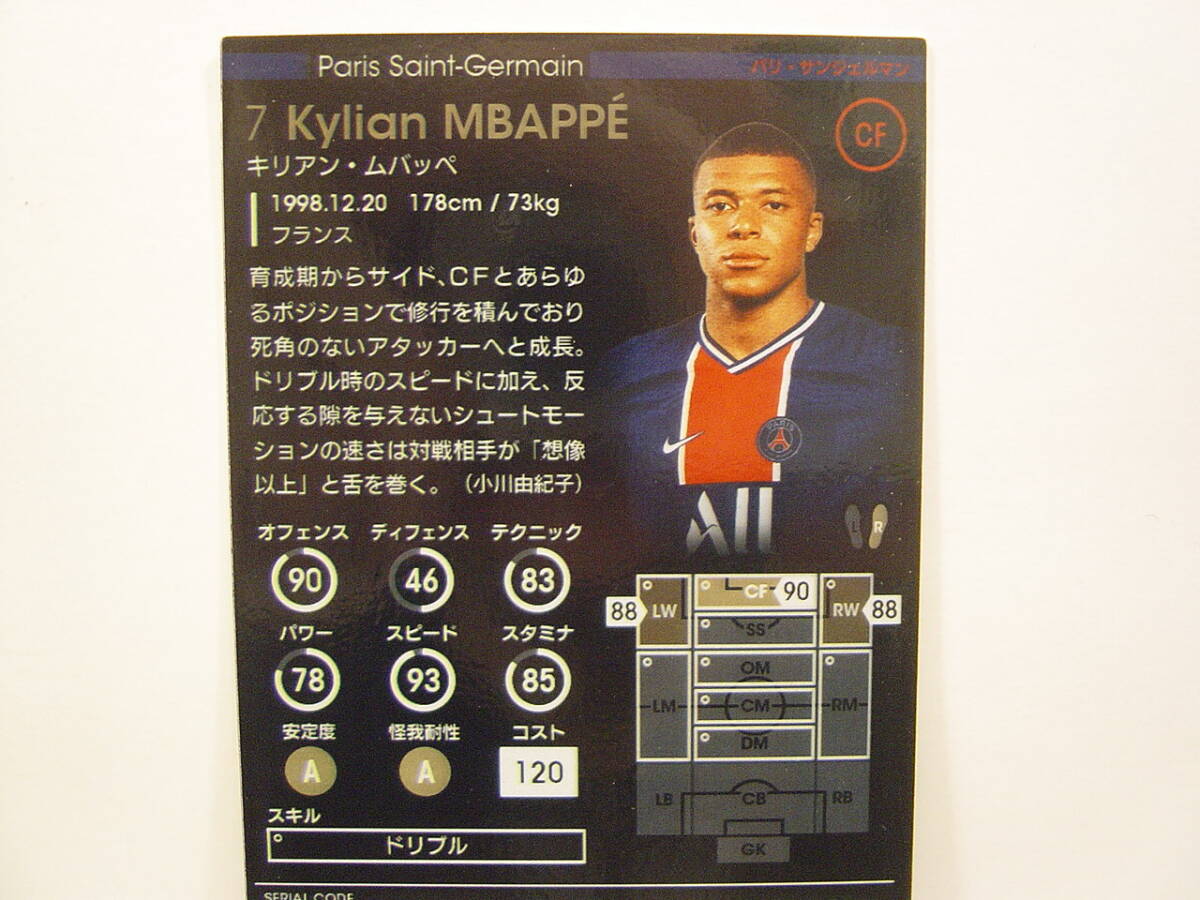 Paris Saint-Germain パリ・サンジェルマン
7 Kylian MBAPPÉ CF
キリアン・ムバッペ
1998.12.20 178cm / 73kg
フランス
育成期からサイド、CFとあらゆ
るポジションで修行を積んでおり
死角のないアタッカーへと成長。
ドリブル時のスピードに加え、反
応する隙を与えないシュートモー
ションの速さは対戦相手が「想像
以上」と舌を巻く。（小川由紀子）
PARIS
ALL
L R
オフェンス ディフェンス テクニック
90 46 83
パワー スピード スタミナ
78 93 85
安定度 怪我耐性 コスト
A A 120
スキル
ドリブル
CF 90
88 LW RW 88
SS
OM
LM CM RM
DM
LB CB RB
GK
SERIAL CODE